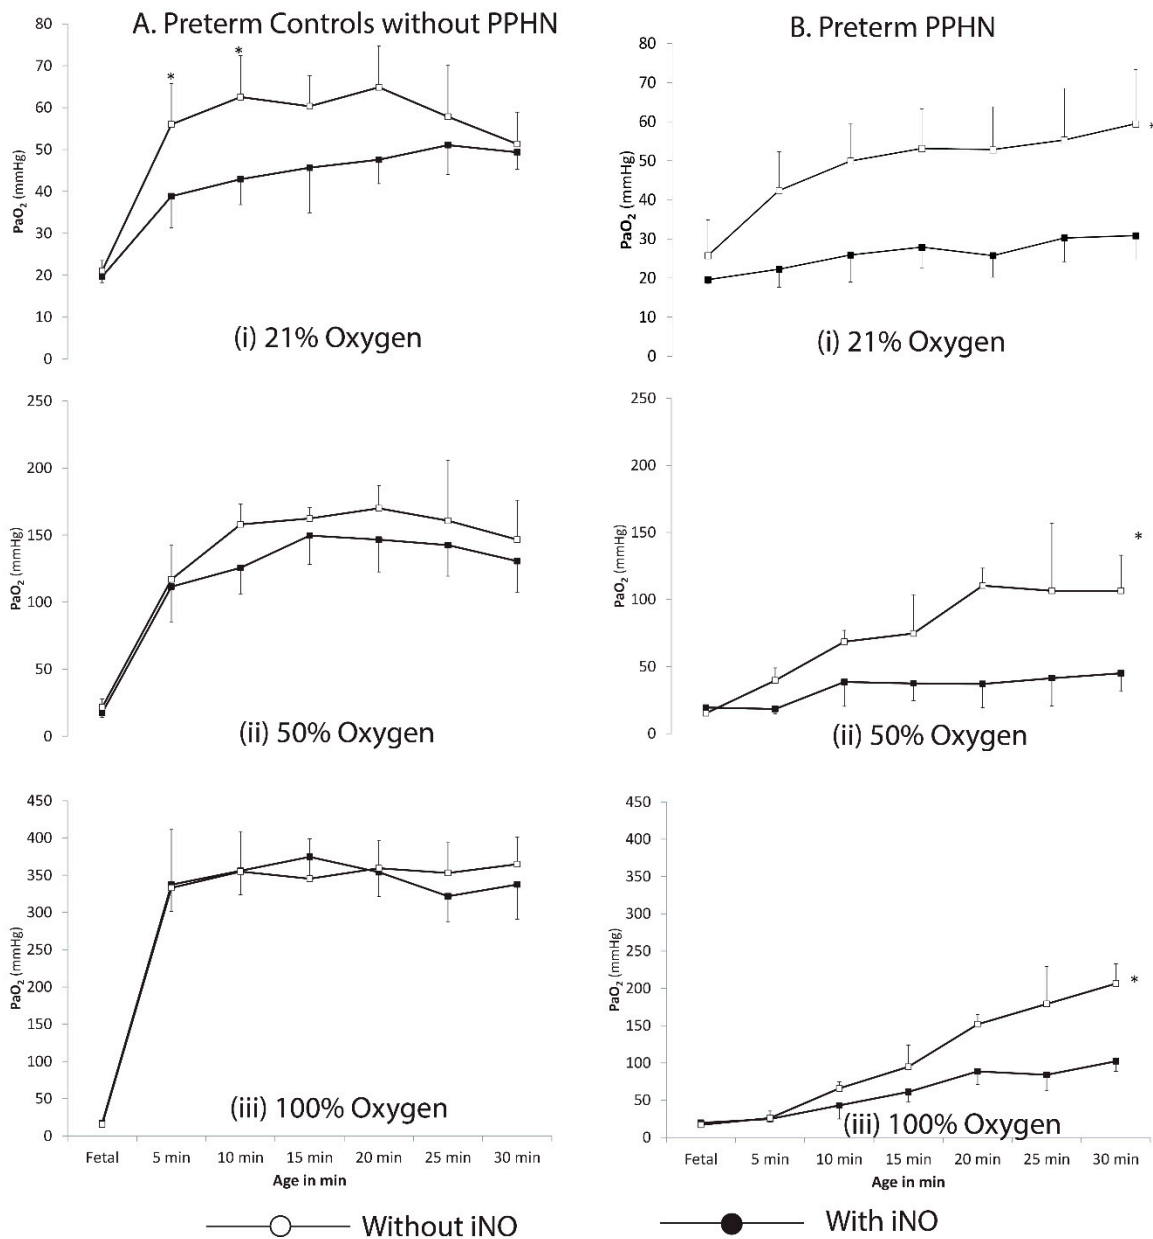 A. Preterm Controls without PPHN
80
70
60
50
40
30
20
10
0
PaO2 (mmHg)
*
*
(i) 21% Oxygen
B. Preterm PPHN
80
70
60
50
40
30
20
10
0
PaO2 (mmHg)
*
(i) 21% Oxygen
250
200
150
100
50
0
PaO2 (mmHg)
(ii) 50% Oxygen
250
200
150
100
50
0
PaO2 (mmHg)
*
(ii) 50% Oxygen
450
400
350
300
250
200
150
100
50
0
PaO2 (mmHg)
(iii) 100% Oxygen
Fetal 5 min 10 min 15 min 20 min 25 min 30 min
Age in min
450
400
350
300
250
200
150
100
50
0
PaO2 (mmHg)
*
(iii) 100% Oxygen
Fetal 5 min 10 min 15 min 20 min 25 min 30 min
Age in min
Without iNO
With iNO